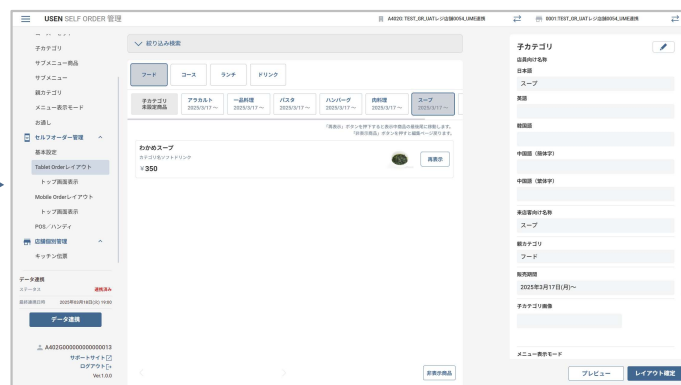 USEN SELF ORDER 管理
A402G: TEST_GR_UATレジ店舗0054_UME連携
0001:TEST_GR_UATレジ店舗0054_UME連携
子カテゴリ
サブメニュー商品
サブメニュー
親カテゴリ
メニュー表示モード
お通し
セルフオーダー管理
基本設定
Tablet Orderレイアウト
トップ画面表示
Mobile Orderレイアウト
トップ画面表示
POS／ハンディ
店舗個別管理
キッチン伝票
データ連携
ステータス 連携済み
最終連携日時 2025年03月18日(火) 19:00
データ連携
A402G000000000000013
サポートサイト
ログアウト
Ver.1.0.0
絞り込み検索
フード コース ランチ ドリンク
子カテゴリ
未設定商品
アラカルト
2025/3/17～
一品料理
2025/3/17～
パスタ
2025/3/17～
ハンバーグ
2025/3/17～
肉料理
2025/3/17～
スープ
2025/3/17～
「再表示」ボタンを押下すると表示中商品の最後尾に移動します。
「非表示商品」ボタンを押すと編集ページへ戻ります。
わかめスープ
カテゴリ名ソフトドリンク
¥350
再表示
非表示商品
子カテゴリ
店員向け名称
日本語
スープ
英語
韓国語
中国語（簡体字）
中国語（繁体字）
来店客向け名称
スープ
親カテゴリ
フード
販売期間
2025年3月17日(月)～
子カテゴリ画像
メニュー表示モード
プレビュー レイアウト確定